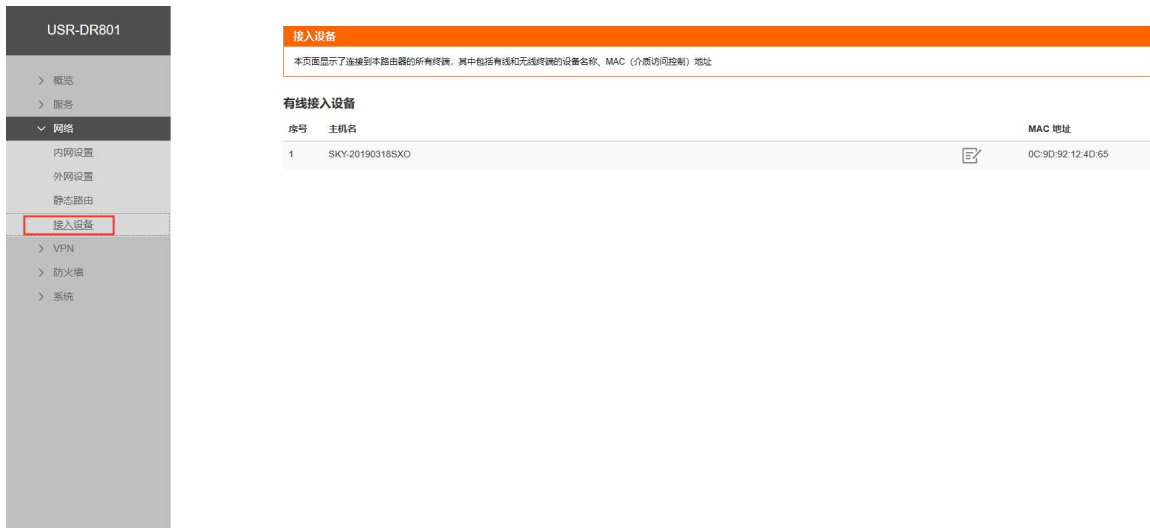 USR-DR801
概览
服务
网络
内网设置
外网设置
静态路由
接入设备
VPN
防火墙
系统
接入设备
本页面显示了连接到本路由器的所有终端，其中包括有线和无线终端的设备名称、MAC（介质访问控制）地址
有线接入设备
序号 主机名 MAC 地址
1 SKY-20190318SXO 0C:9D:92:12:4D:65